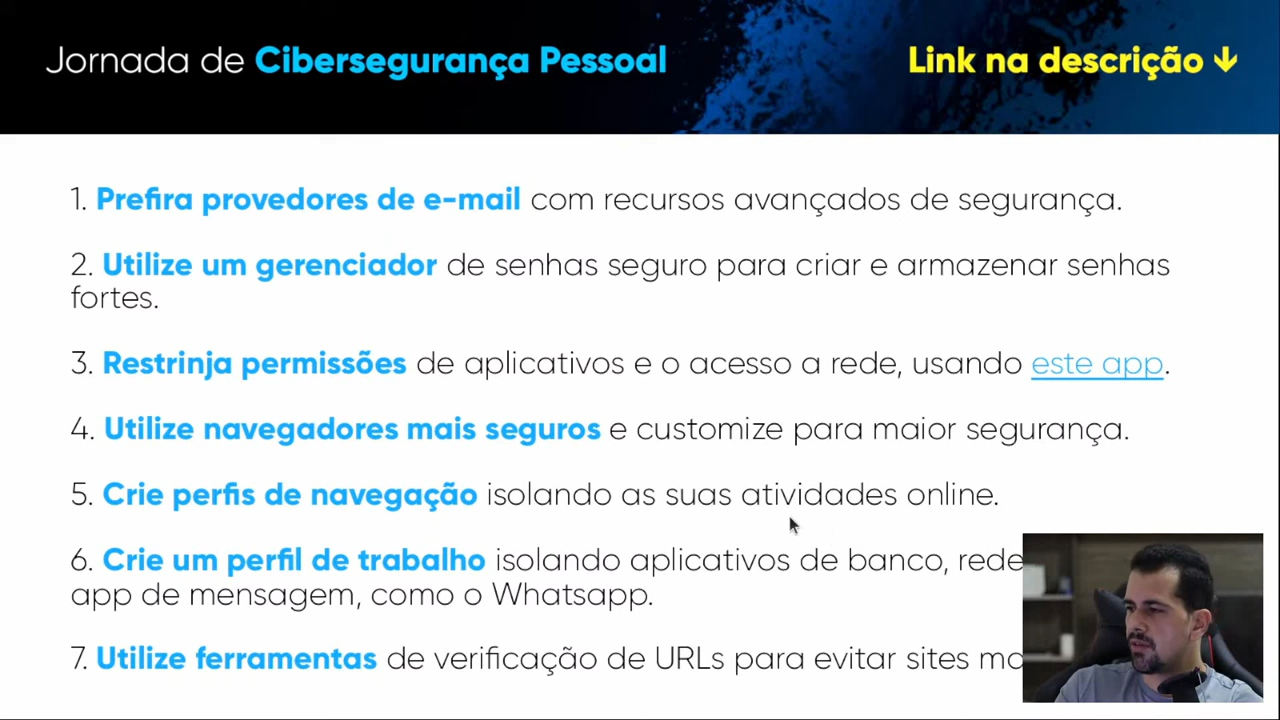 Jornada de Cibersegurança Pessoal
Link na descrição ↓
1. Prefira provedores de e-mail com recursos avançados de segurança.
2. Utilize um gerenciador de senhas seguro para criar e armazenar senhas
fortes.
3. Restrinja permissões de aplicativos e o acesso a rede, usando este app.
4. Utilize navegadores mais seguros e customize para maior segurança.
5. Crie perfis de navegação isolando as suas atividades online.
6. Crie um perfil de trabalho isolando aplicativos de banco, rede
app de mensagem, como o Whatsapp.
7. Utilize ferramentas de verificação de URLs para evitar sites